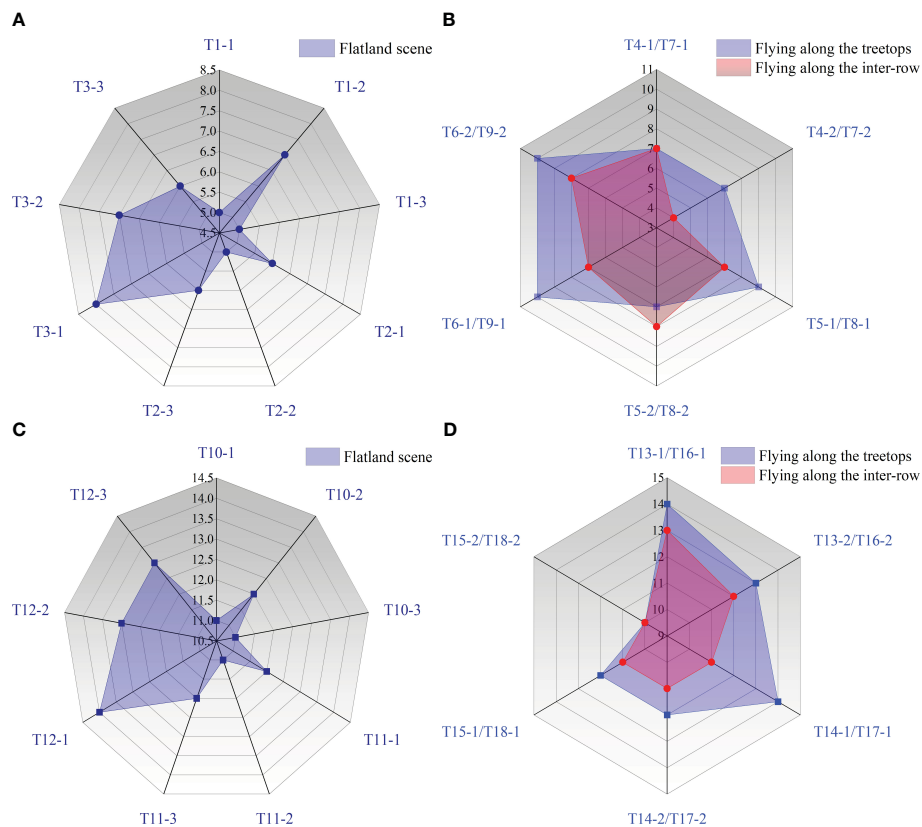 A
T1-1
Flatland scene
T1-2
T1-3
T2-1
T2-2
T2-3
T3-1
T3-2
T3-3
8.5
8.0
7.5
7.0
6.5
6.0
5.5
5.0
4.5
B
T4-1/T7-1
Flying along the treetops
Flying along the inter-row
T4-2/T7-2
T5-1/T8-1
T5-2/T8-2
T6-1/T9-1
T6-2/T9-2
11
10
9
8
7
6
5
4
3
C
T10-1
Flatland scene
T10-2
T10-3
T11-1
T11-2
T11-3
T12-1
T12-2
T12-3
14.5
14.0
13.5
13.0
12.5
12.0
11.5
11.0
10.5
D
T13-1/T16-1
Flying along the treetops
Flying along the inter-row
T13-2/T16-2
T14-1/T17-1
T14-2/T17-2
T15-1/T18-1
T15-2/T18-2
15
14
13
12
11
10
9